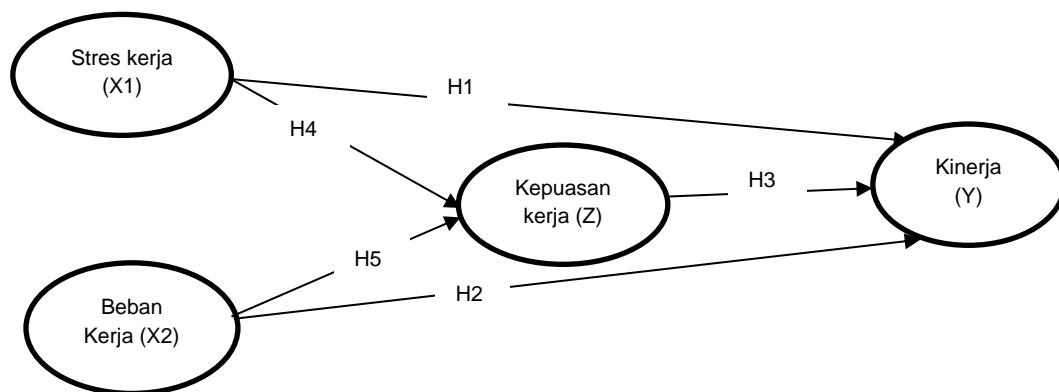 Stres kerja
(X1)
H1
H4
Kepuasan
kerja (Z)
H3
Kinerja
(Y)
H5
H2
Beban
Kerja (X2)